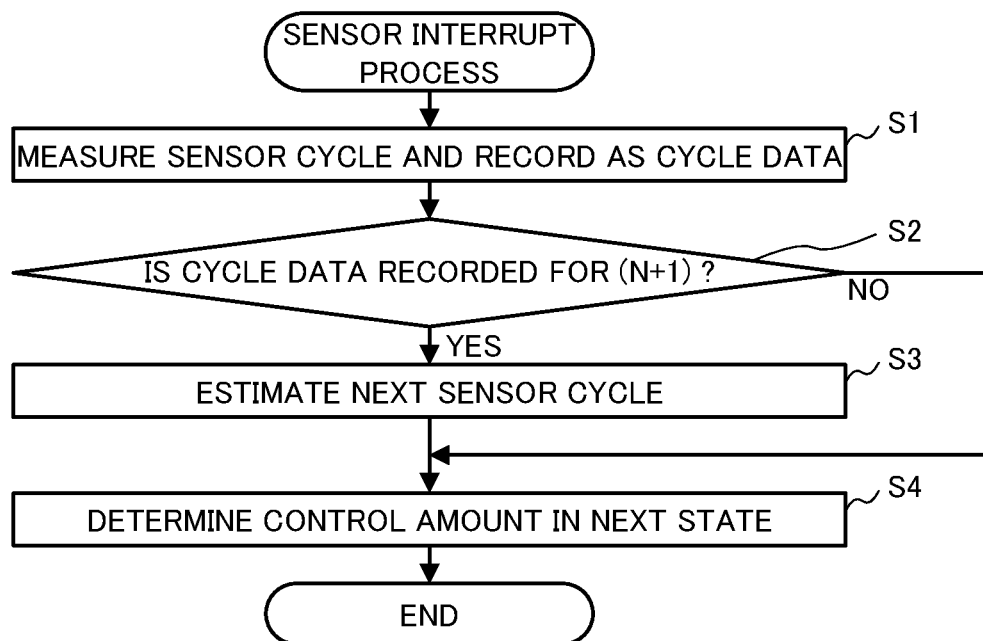 SENSOR INTERRUPT
PROCESS
S1
MEASURE SENSOR CYCLE AND RECORD AS CYCLE DATA
S2
IS CYCLE DATA RECORDED FOR (N+1) ?
NO
YES
S3
ESTIMATE NEXT SENSOR CYCLE
S4
DETERMINE CONTROL AMOUNT IN NEXT STATE
END